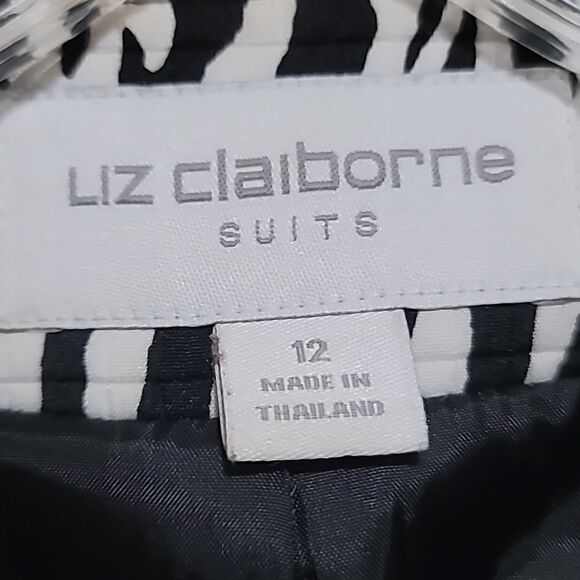 Liz claiborne
SUITS
12
MADE IN
THAILAND